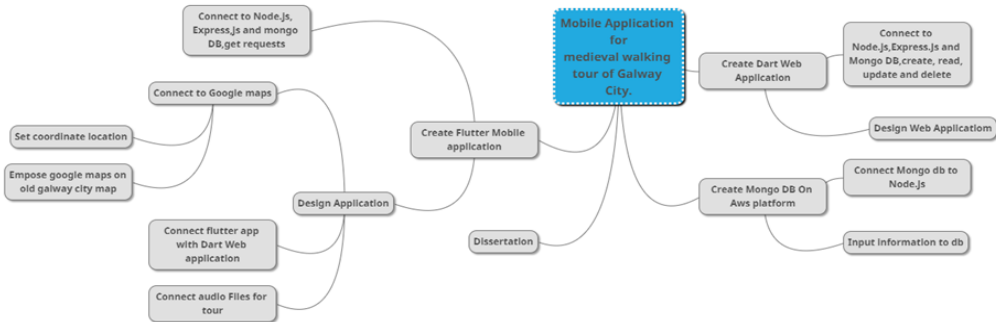 Mobile Application
for
medieval walking
tour of Galway
City.
Connect to Node.js,
Express,js and mongo
DB,get requests
Connect to Google maps
Set coordinate location
Empose google maps on
old galway city map
Create Flutter Mobile
application
Design Application
Connect flutter app
with Dart Web
application
Connect audio Files for
tour
Dissertation
Create Dart Web
Application
Connect to
Node.js,Express.js and
Mongo DB,create, read,
update and delete
Design Web Applicatiom
Create Mongo DB On
Aws platform
Connect Mongo db to
Node.js
Input information to db